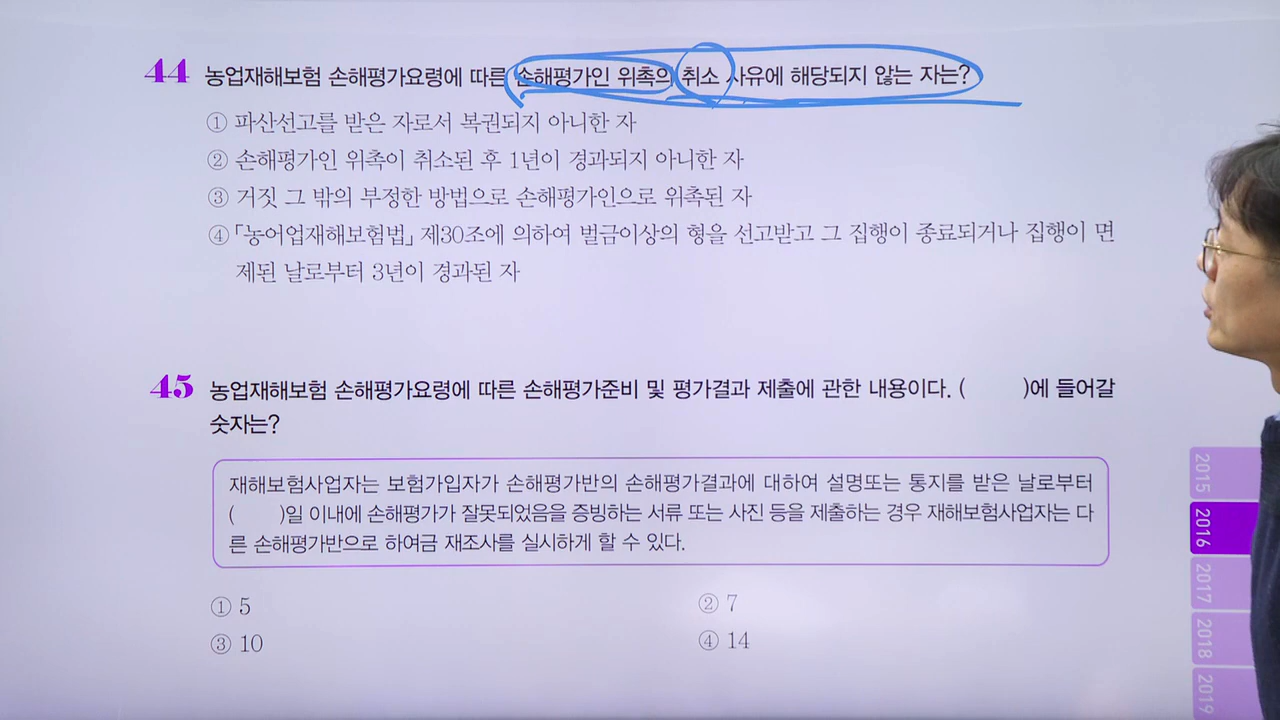 44 농업재해보험 손해평가요령에 따른 손해평가인 위촉의 취소 사유에 해당되지 않는 자는?
① 파산선고를 받은 자로서 복권되지 아니한 자
② 손해평가인 위촉이 취소된 후 1년이 경과되지 아니한 자
③ 거짓 그 밖의 부정한 방법으로 손해평가인으로 위촉된 자
④ 「농어업재해보험법」 제30조에 의하여 벌금이상의 형을 선고받고 그 집행이 종료되거나 집행이 면
제된 날로부터 3년이 경과된 자
45 농업재해보험 손해평가요령에 따른 손해평가준비 및 평가결과 제출에 관한 내용이다. ( )에 들어갈
숫자는?
재해보험사업자는 보험가입자가 손해평가반의 손해평가결과에 대하여 설명또는 통지를 받은 날로부터
( )일 이내에 손해평가가 잘못되었음을 증빙하는 서류 또는 사진 등을 제출하는 경우 재해보험사업자는 다
른 손해평가반으로 하여금 재조사를 실시하게 할 수 있다.
① 5
② 7
③ 10
④ 14
2015
2016
2017
2018
2019